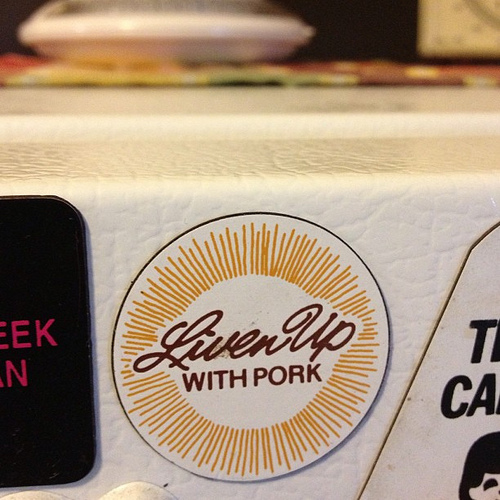 EEK
AN
Liven Up
WITH PORK
CA